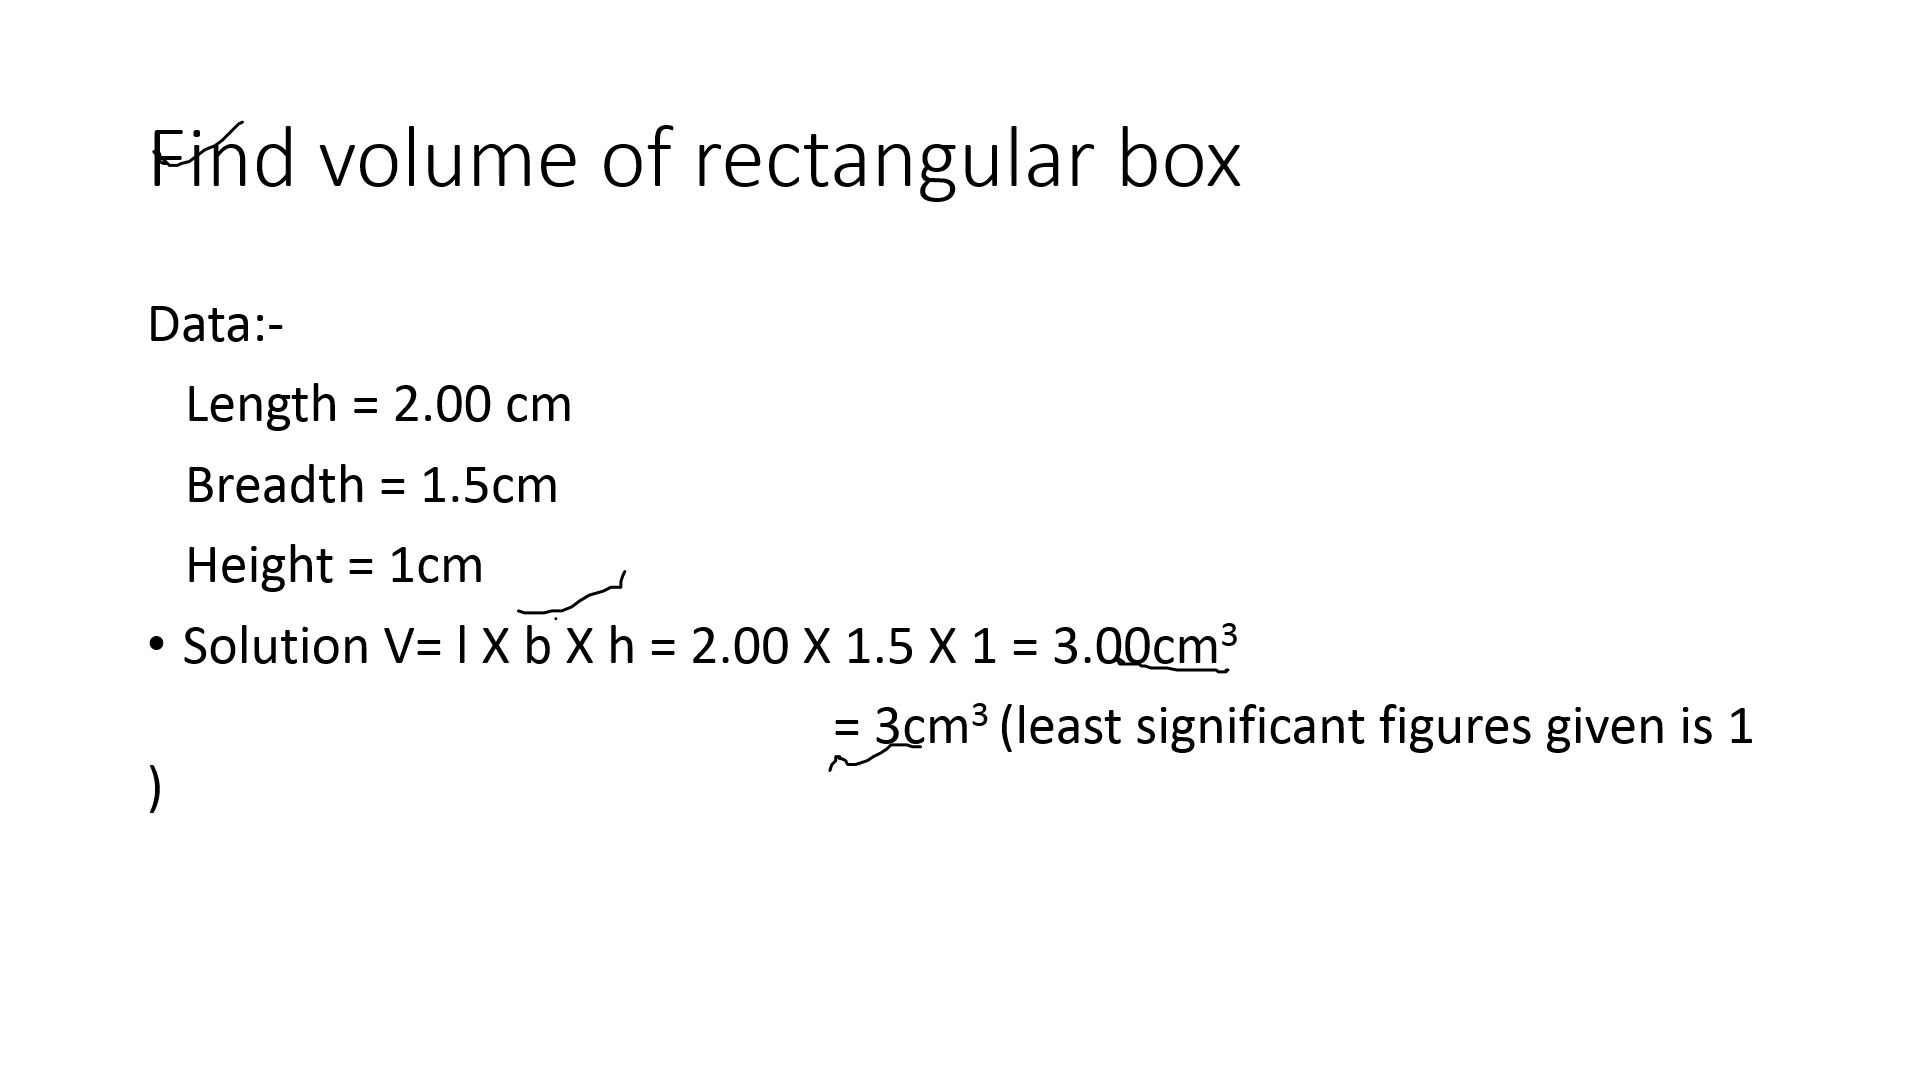 Find volume of rectangular box
Data:-
Length = 2.00 cm
Breadth = 1.5cm
Height = 1cm
• Solution V= l X b X h = 2.00 X 1.5 X 1 = 3.00cm³
= 3cm³ (least significant figures given is 1
)